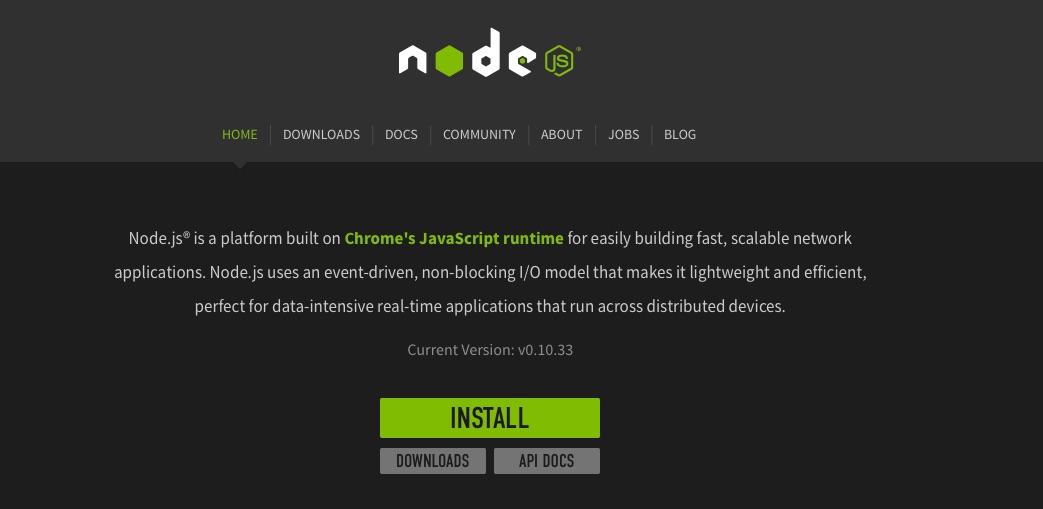 node JS®
HOME DOWNLOADS DOCS COMMUNITY ABOUT JOBS BLOG
Node.js® is a platform built on Chrome's JavaScript runtime for easily building fast, scalable network
applications. Node.js uses an event-driven, non-blocking I/O model that makes it lightweight and efficient,
perfect for data-intensive real-time applications that run across distributed devices.
Current Version: v0.10.33
INSTALL
DOWNLOADS API DOCS